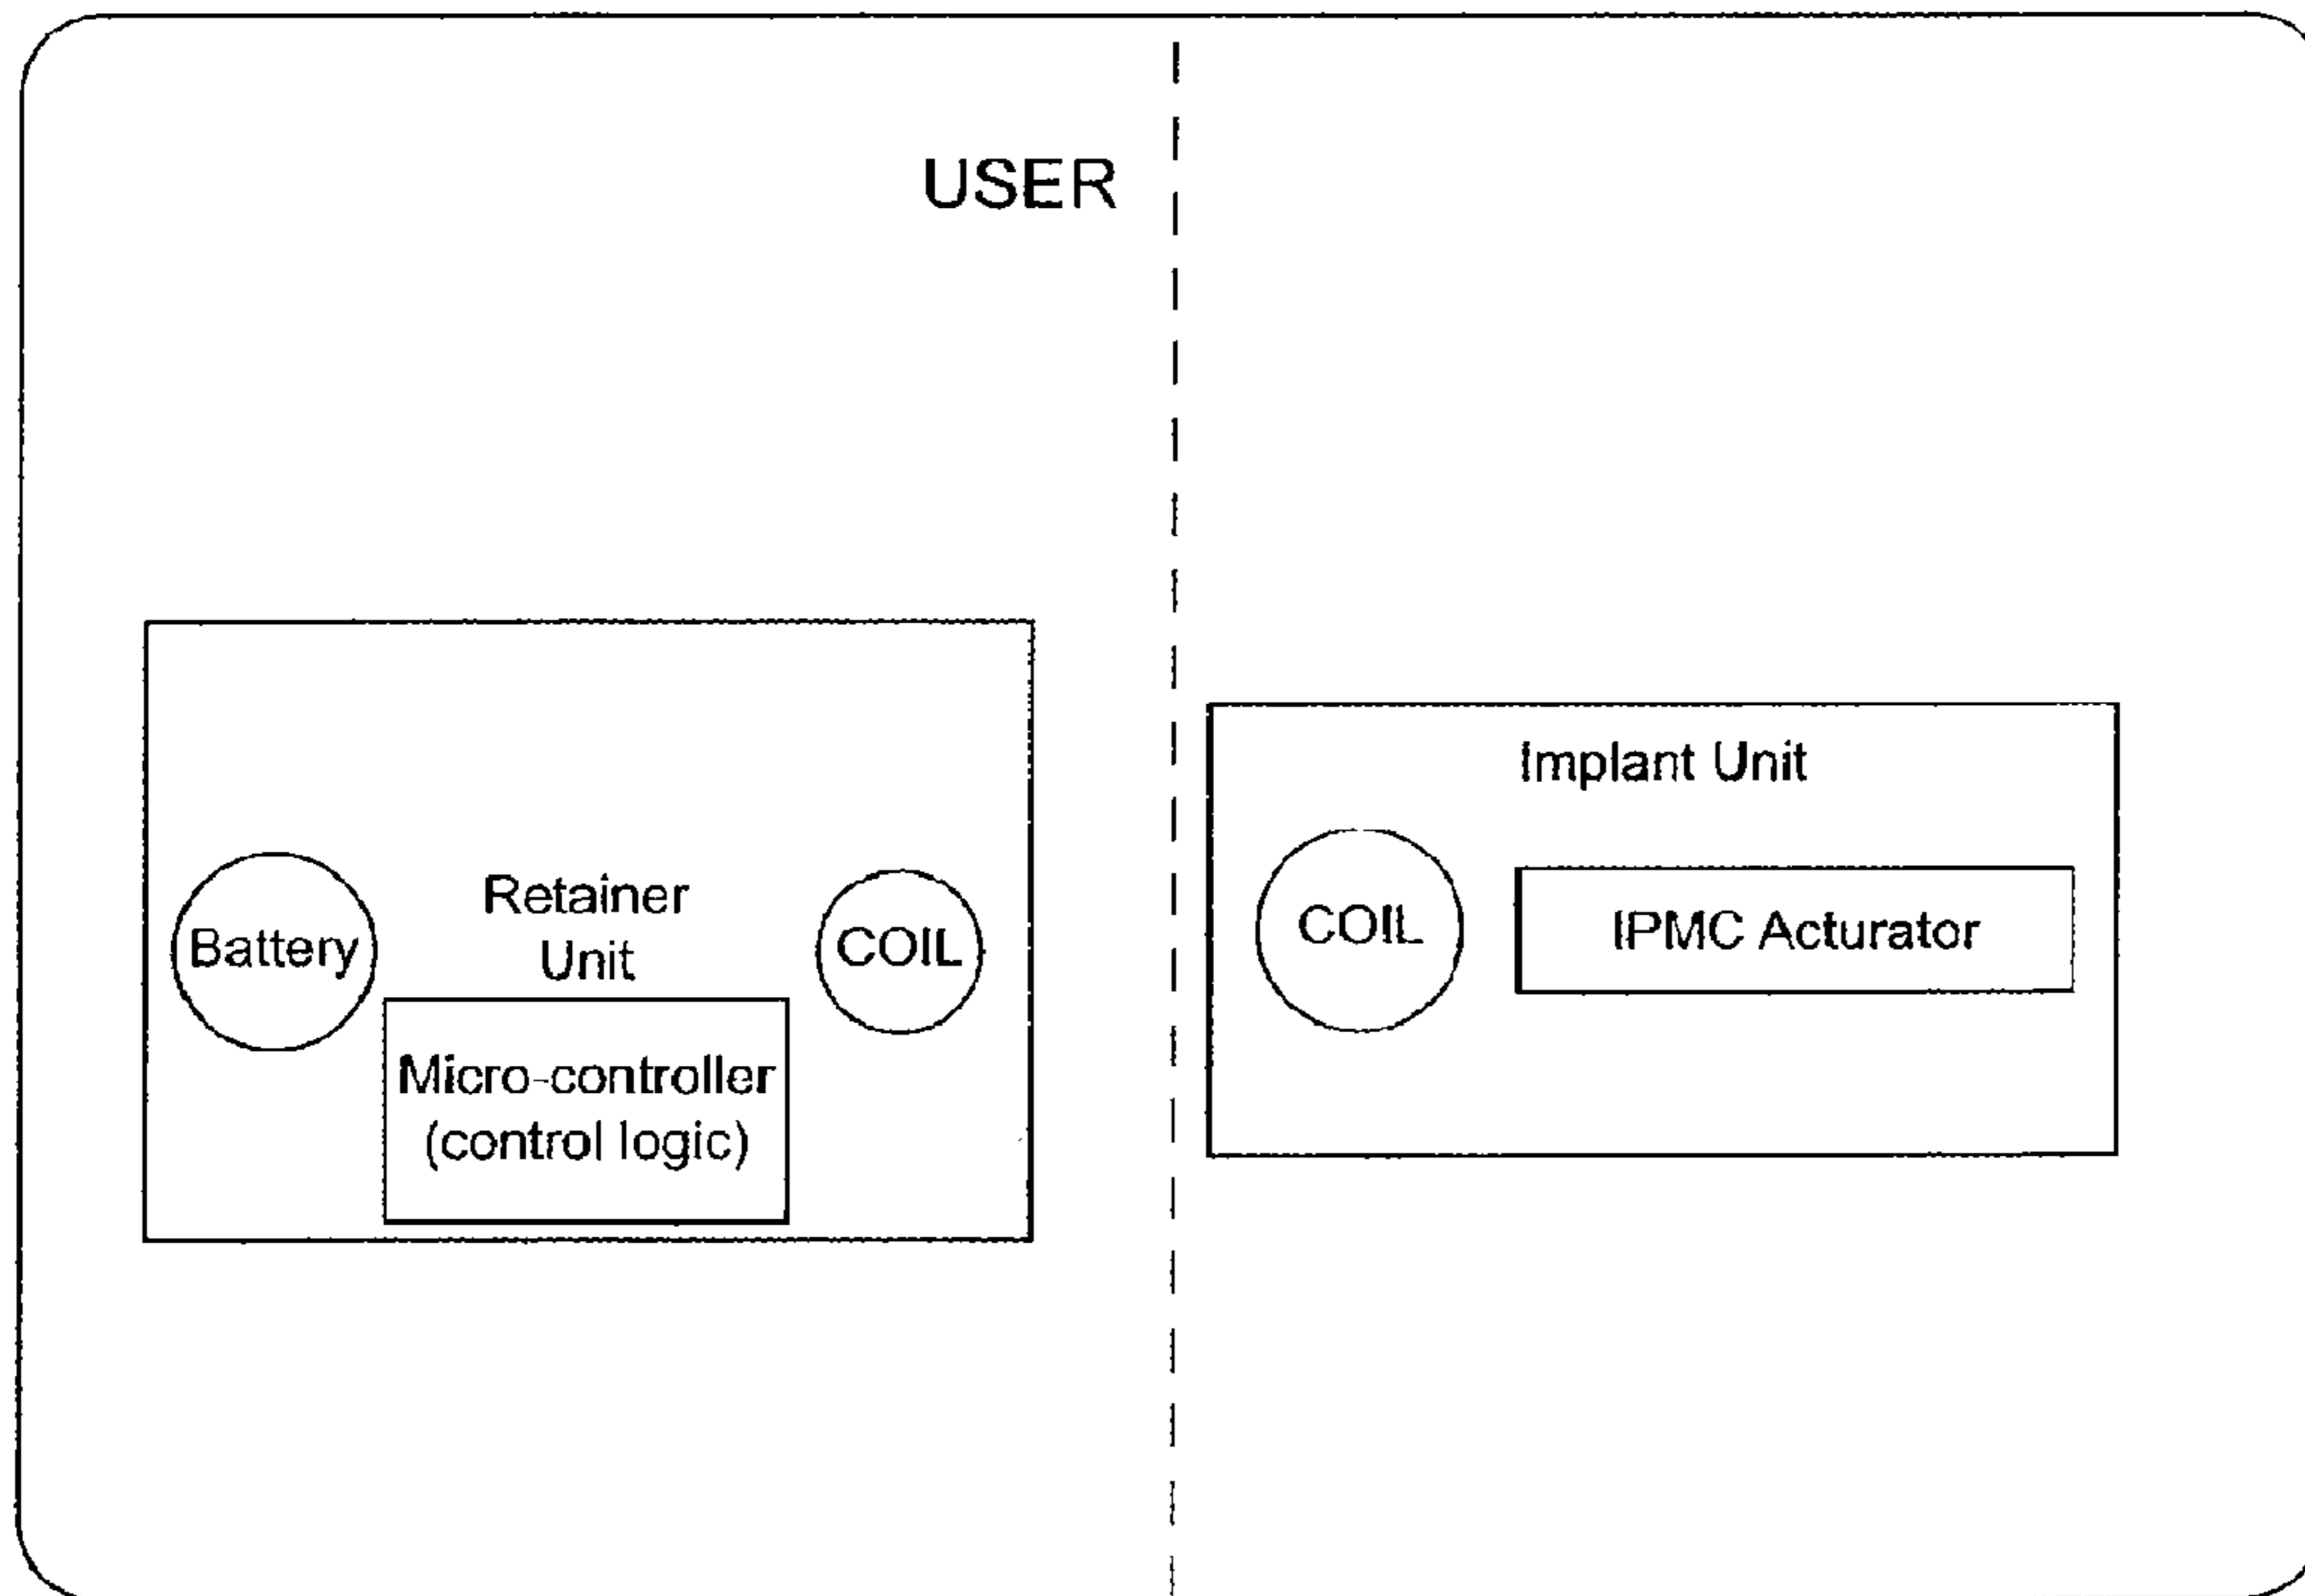 USER
Retainer
Unit
Battery
COIL
Micro-controller
(control logic)
Implant Unit
COIL
IPMC Acturator